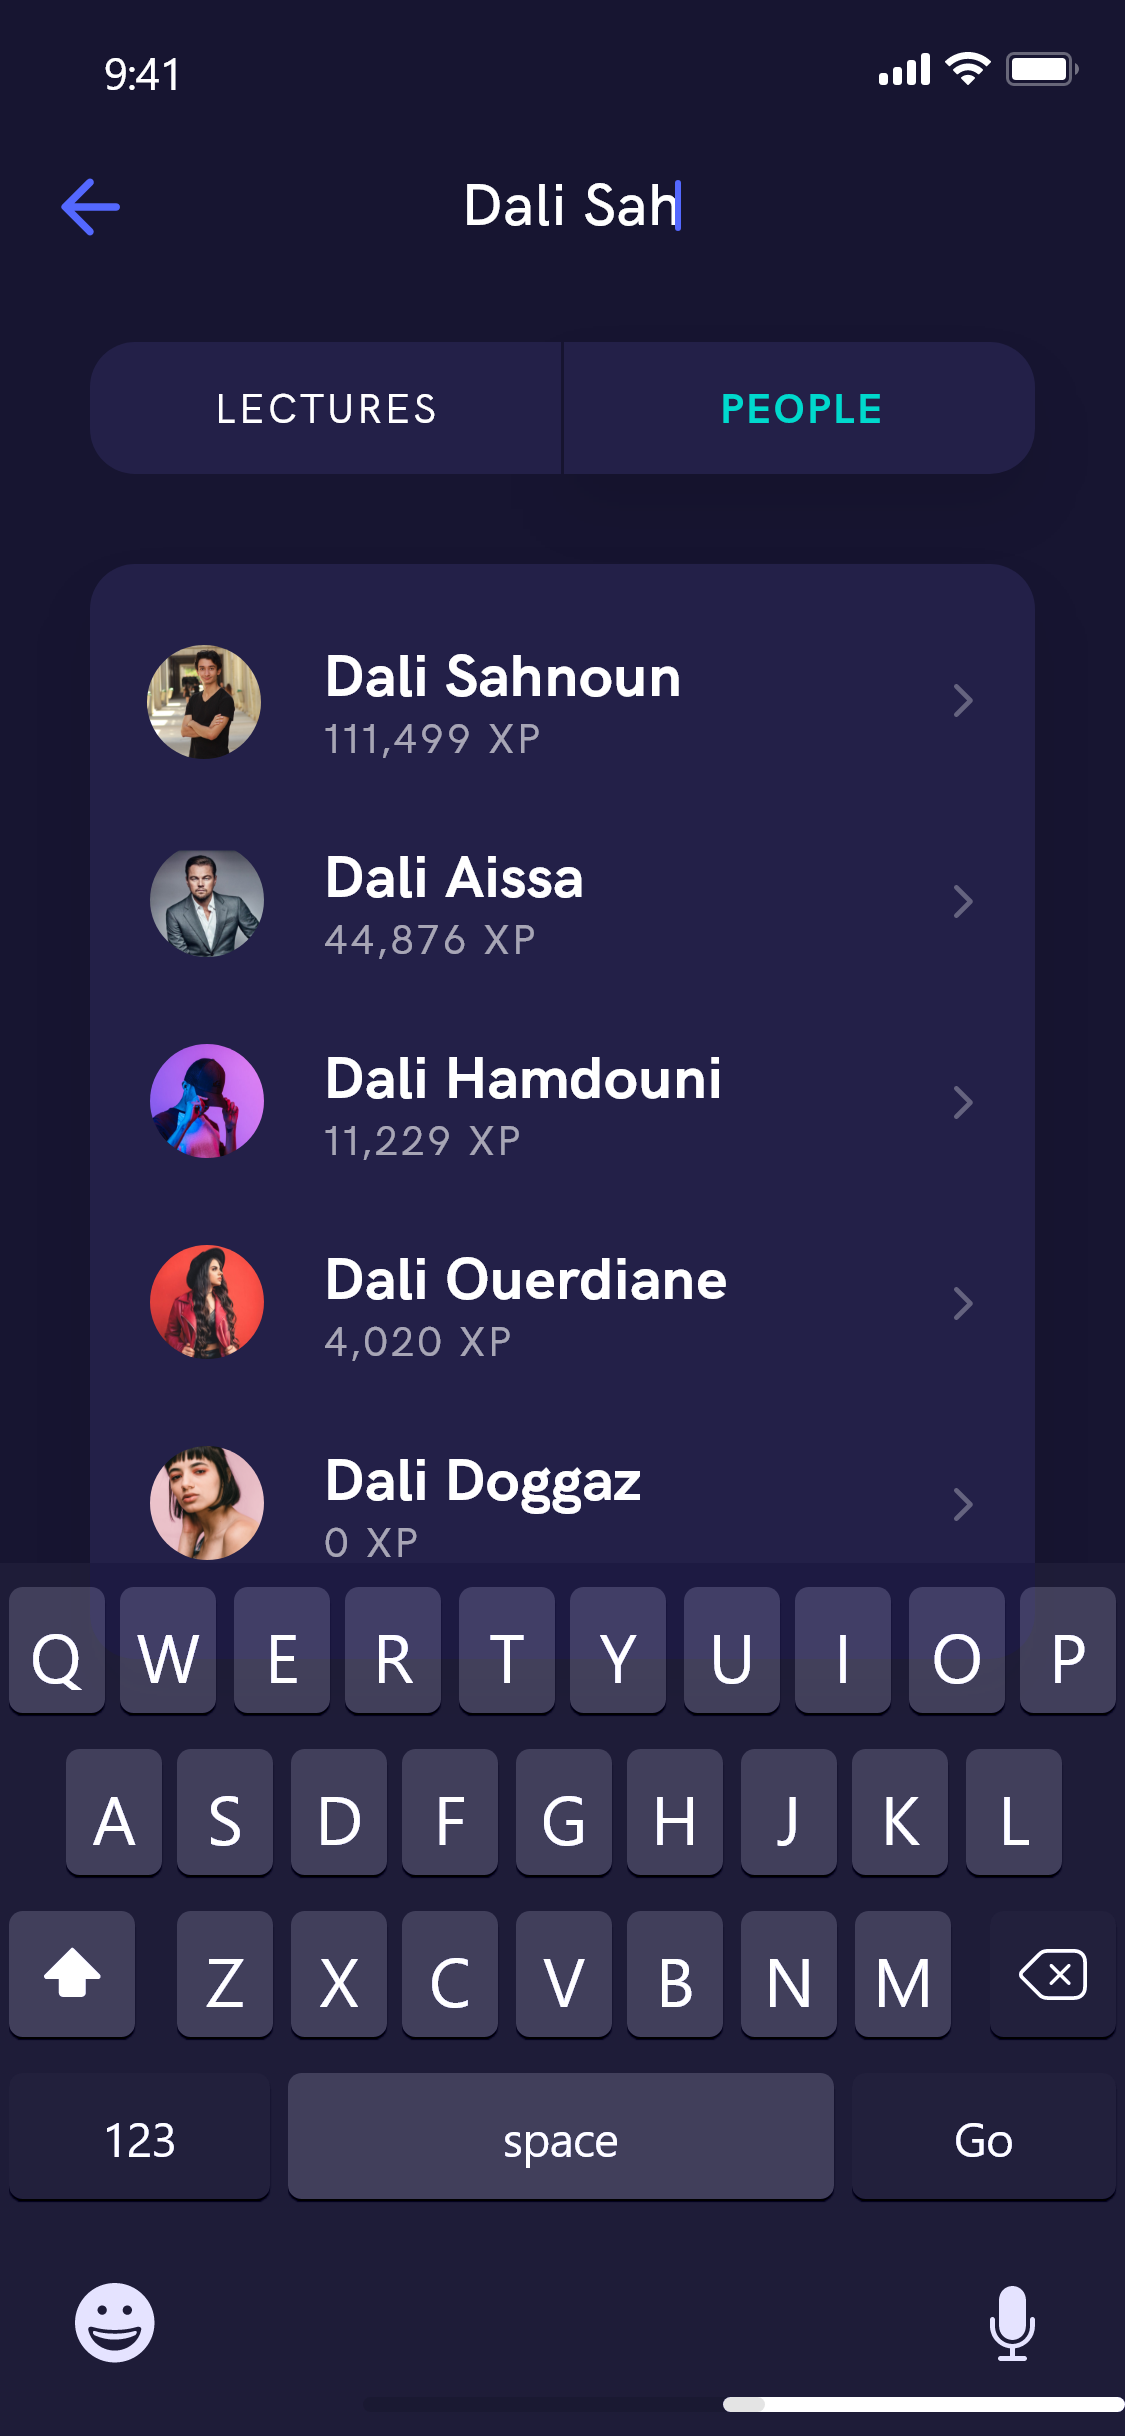 9:41
Dali Sah
LECTURES PEOPLE
Dali Sahnoun
111,499 XP
Dali Aissa
44,876 XP
Dali Hamdouni
11,229 XP
Dali Ouerdiane
4,020 XP
Dali Doggaz
0 XP
Q W E R T Y U I O P
A S D F G H J K L
Z X C V B N M
123 space Go